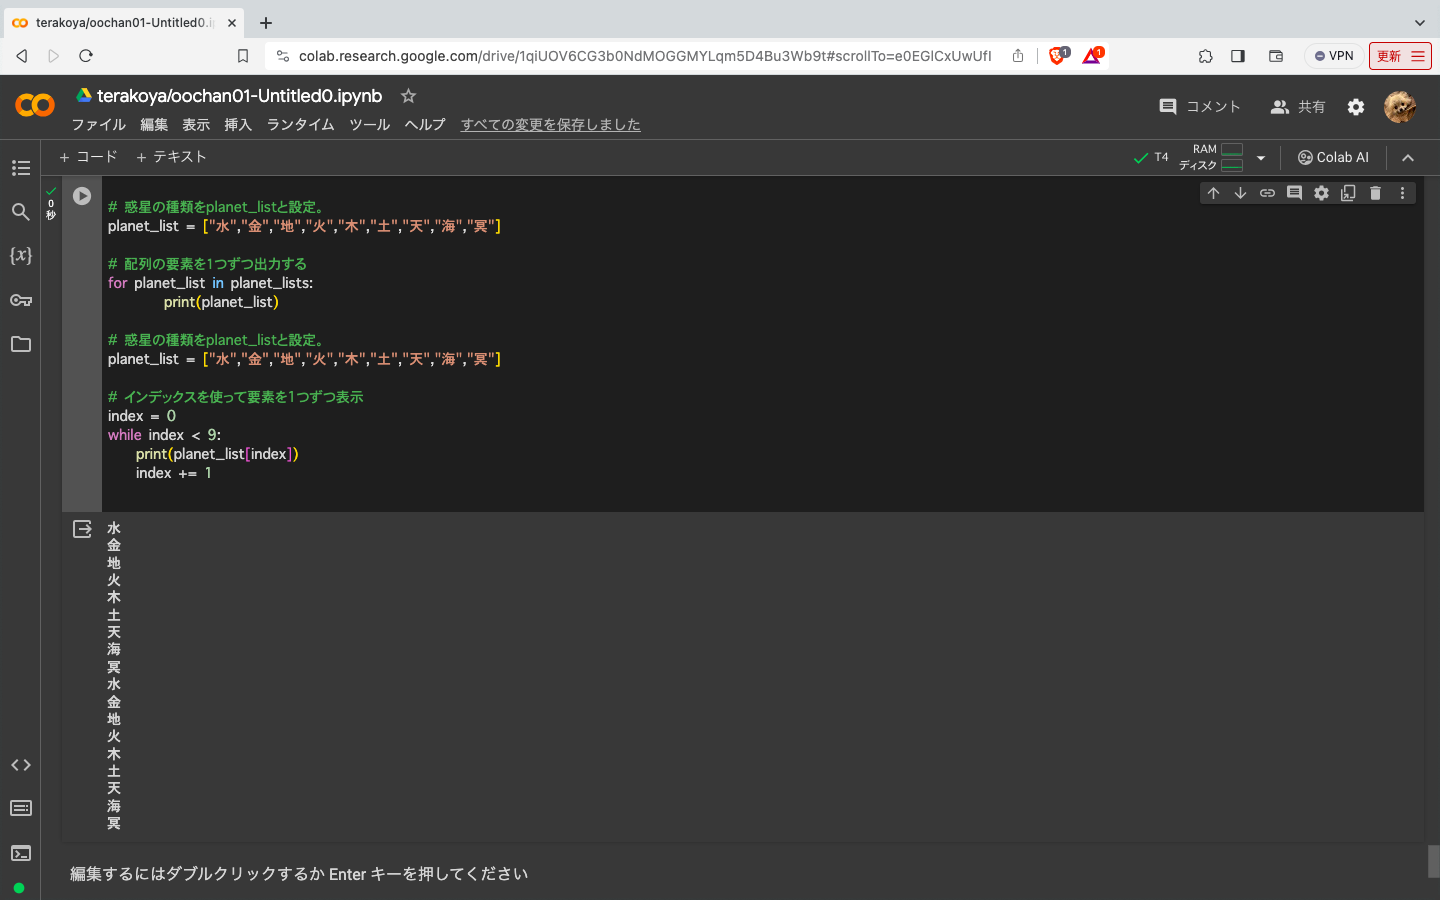 terakoya/oochan01-Untitled0.i
colab.research.google.com/drive/1qiUOV6CG3b0NdMOGGMYLqm5D4Bu3Wb9t#scrollTo=e0EGlCxUwUfI
1
1
VPN
更新
terakoya/oochan01-Untitled0.ipynb
コメント
共有
ファイル 編集 表示 挿入 ランタイム ツール ヘルプ すべての変更を保存しました
+ コード + テキスト
T4
RAM
ディスク
Colab AI
0
秒
{x}
# 惑星の種類をplanet_listと設定。
planet_list = ["水","金","地","火","木","土","天","海","冥"]
# 配列の要素を1つずつ出力する
for planet_list in planet_lists:
print(planet_list)
# 惑星の種類をplanet_listと設定。
planet_list = ["水","金","地","火","木","土","天","海","冥"]
# インデックスを使って要素を1つずつ表示
index = 0
while index < 9:
print(planet_list[index])
index += 1
水
金
地
火
木
土
天
海
冥
水
金
地
火
木
土
天
海
冥
編集するにはダブルクリックするか Enter キーを押してください